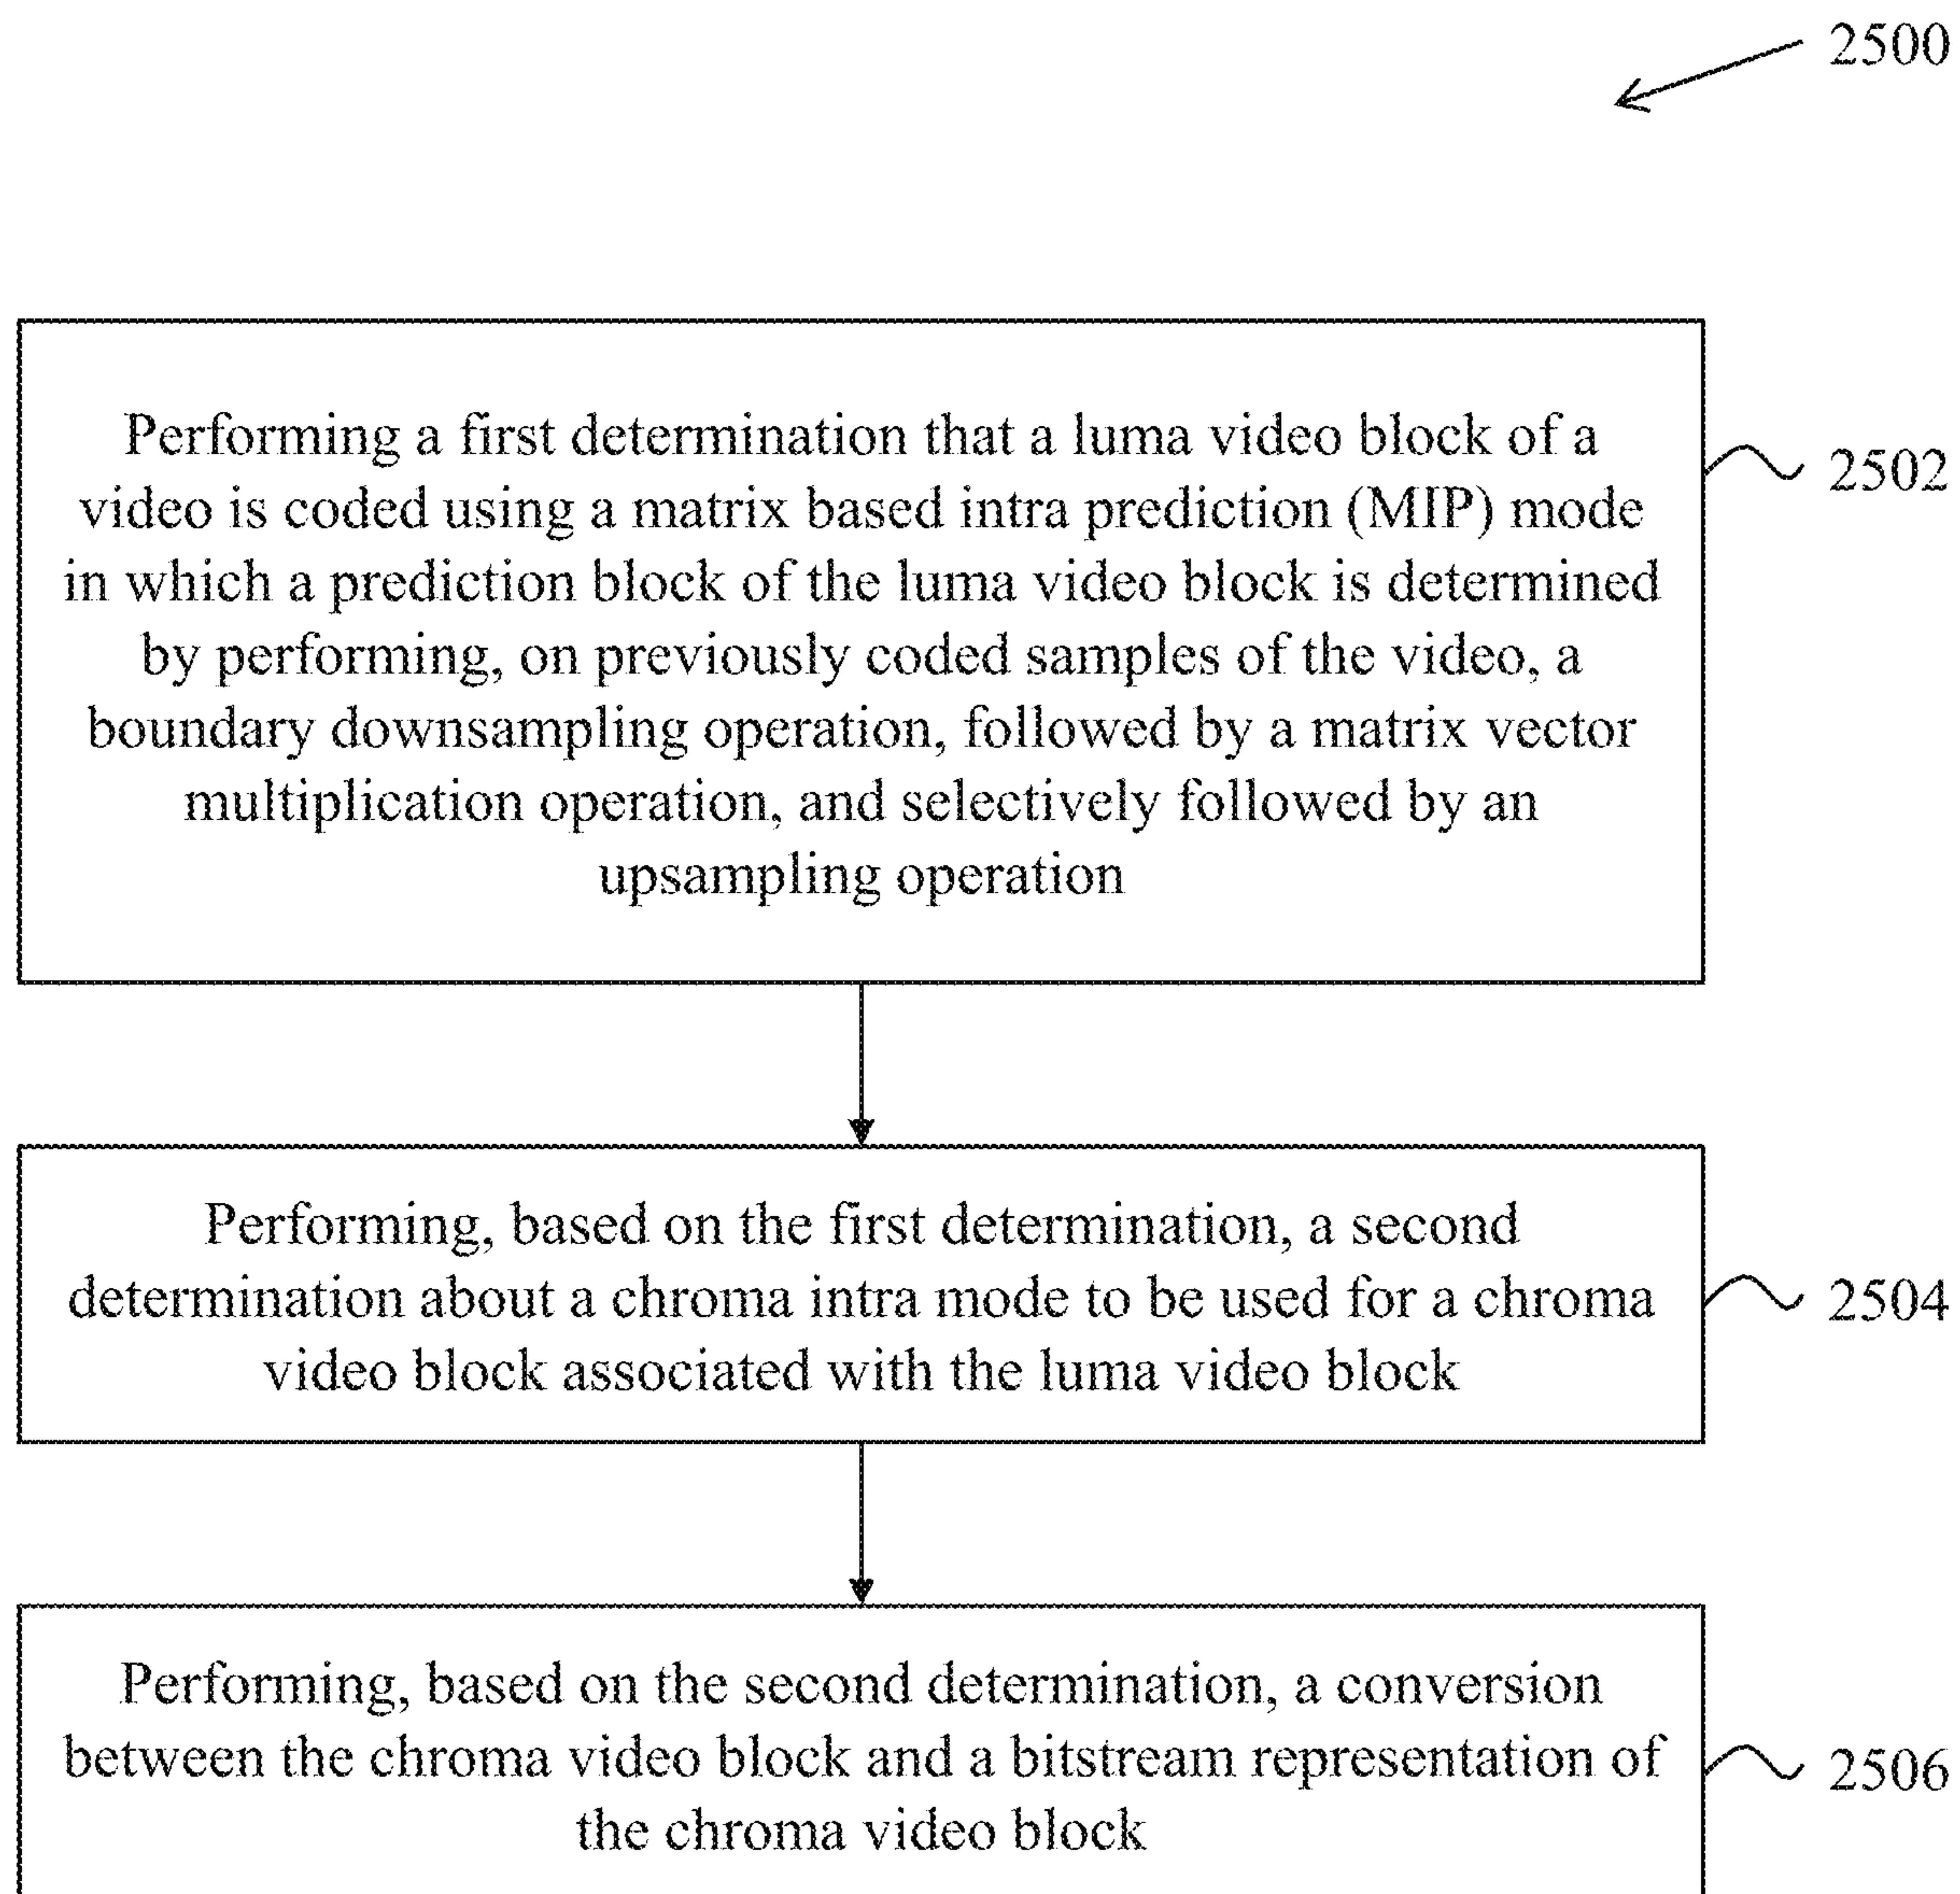 2500
Performing a first determination that a luma video block of a
video is coded using a matrix based intra prediction (MIP) mode
in which a prediction block of the luma video block is determined
by performing, on previously coded samples of the video, a
boundary downsampling operation, followed by a matrix vector
multiplication operation, and selectively followed by an
upsampling operation
2502
Performing, based on the first determination, a second
determination about a chroma intra mode to be used for a chroma
video block associated with the luma video block
2504
Performing, based on the second determination, a conversion
between the chroma video block and a bitstream representation of
the chroma video block
2506